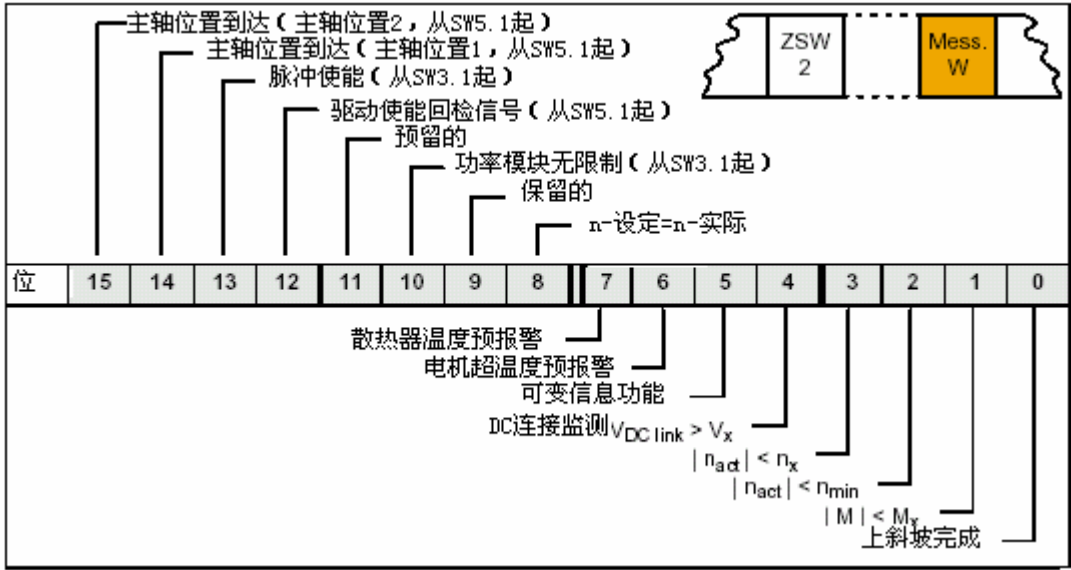 主轴位置到达(主轴位置2,从SW5.1起)
主轴位置到达(主轴位置1,从SW5.1起)
脉冲使能(从SW3.1起)
驱动使能回检信号(从SW5.1起)
预留的
功率模块无限制(从SW3.1起)
保留的
n-设定=n-实际
ZSW
2
Mess.
W
位 15 14 13 12 11 10 9 8 7 6 5 4 3 2 1 0
散热器温度预报警
电机超温度预报警
可变信息功能
DC连接监测V_DC link > V_x
| n_act | < n_x
| n_act | < n_min
| M | < M_x
上斜坡完成